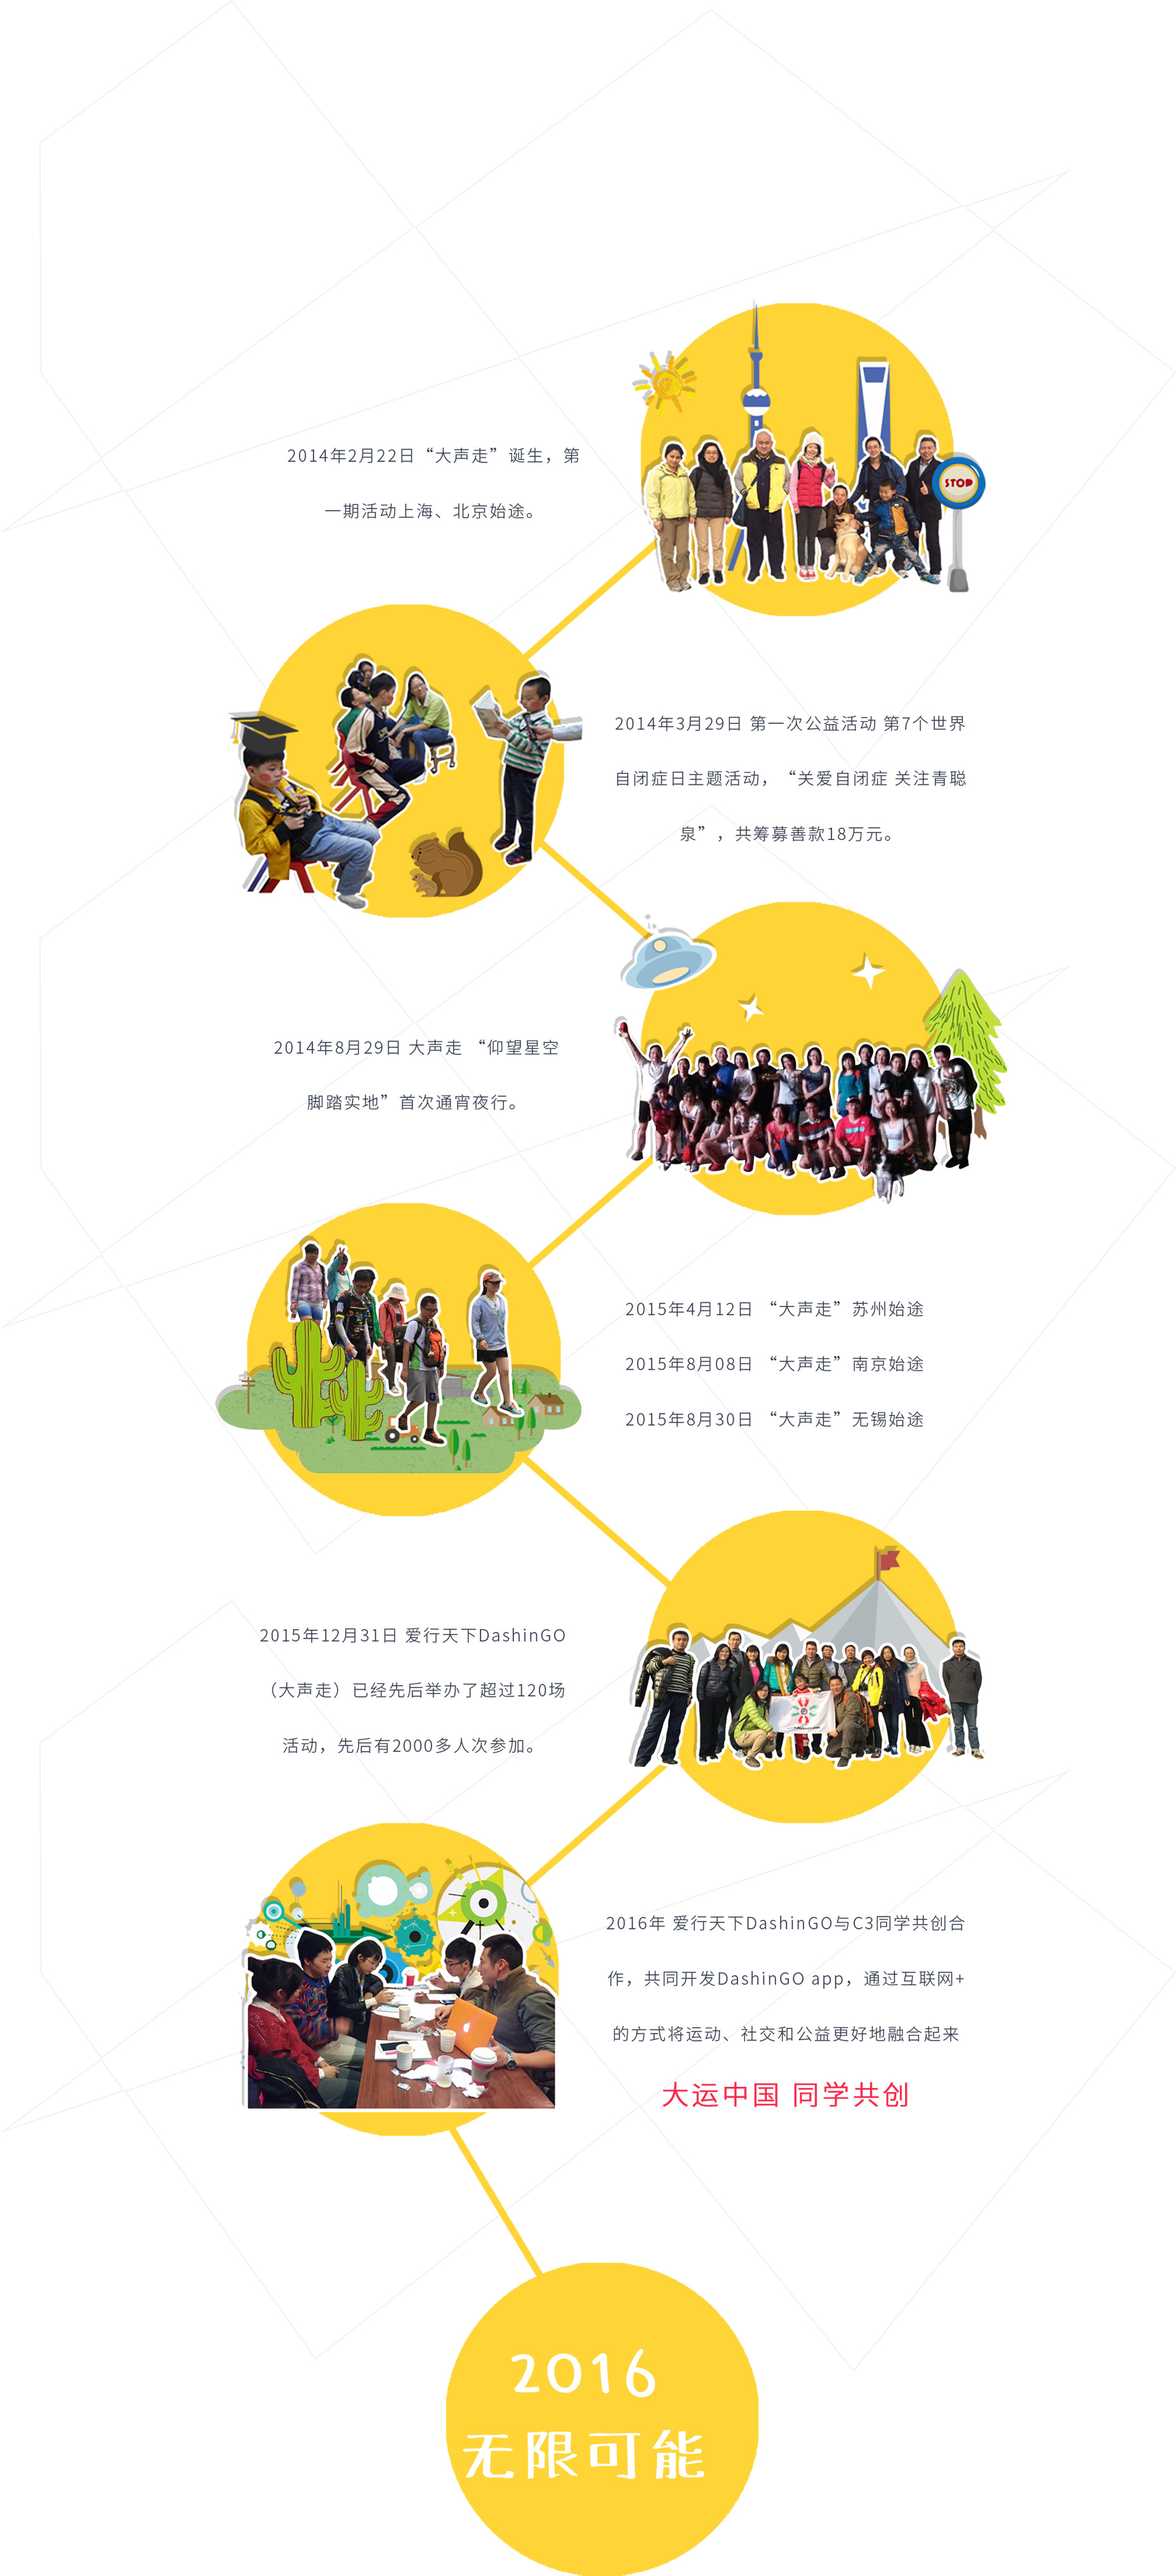 STOP
2014年2月22日“大声走”诞生，第
一期活动上海、北京始途。
2014年3月29日 第一次公益活动 第7个世界
自闭症日主题活动，“关爱自闭症 关注青聪
泉”，共筹募善款18万元。
2014年8月29日 大声走 “仰望星空
脚踏实地”首次通宵夜行。
2015年4月12日 “大声走”苏州始途
2015年8月08日 “大声走”南京始途
2015年8月30日 “大声走”无锡始途
2015年12月31日 爱行天下DashinGO
（大声走）已经先后举办了超过120场
活动，先后有2000多人次参加。
2016年 爱行天下DashinGO与C3同学共创合
作，共同开发DashinGO app，通过互联网+
的方式将运动、社交和公益更好地融合起来
大运中国 同学共创
2016
无限可能